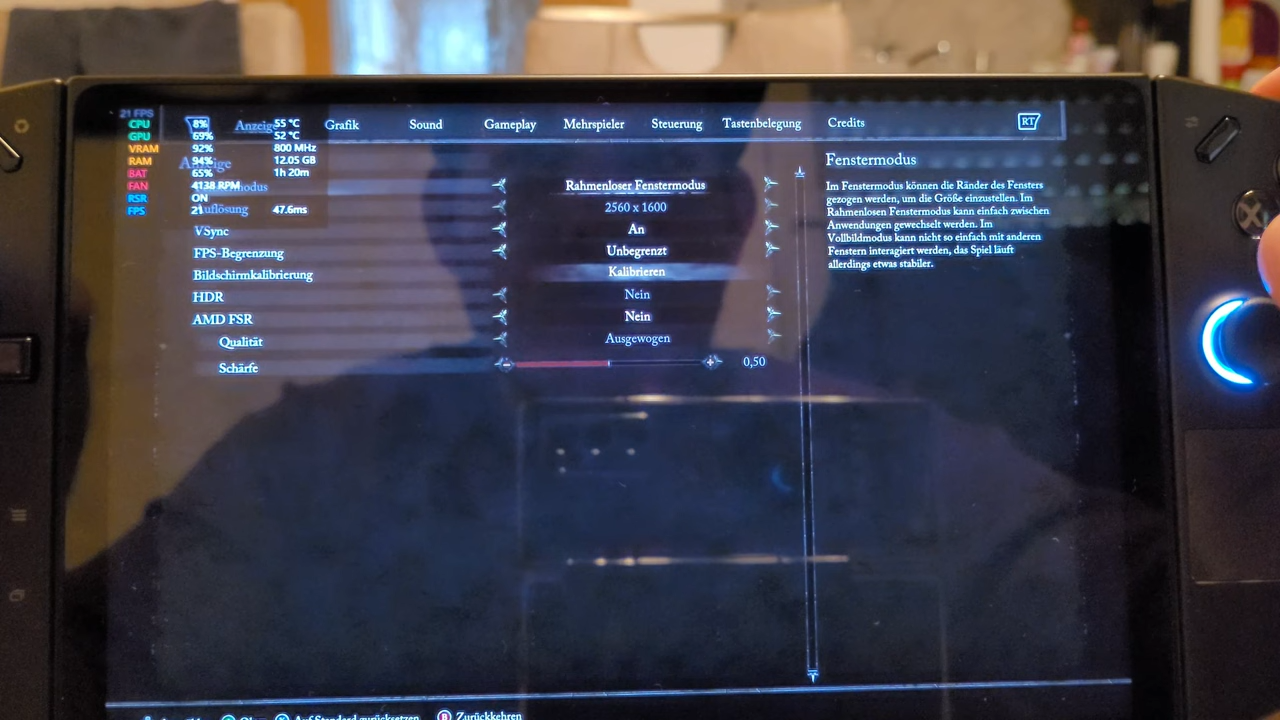 21 FPS
CPU 8% 55 °C
GPU 69% 52 °C
VRAM 92% 800 MHz
RAM 94% 12.05 GB
BAT 65% 1h 20m
FAN 4138 RPM
RSR ON
FPS 21 47.6ms
Anzeige Grafik Sound Gameplay Mehrspieler Steuerung Tastenbelegung Credits RT
Anzeige
modus Rahmenloser Fenstermodus
Auflösung 2560 x 1600
VSync An
FPS-Begrenzung Unbegrenzt
Bildschirmkalibrierung Kalibrieren
HDR Nein
AMD FSR Nein
Qualität Ausgewogen
Schärfe 0,50
Fenstermodus
Im Fenstermodus können die Ränder des Fensters
gezogen werden, um die Größe einzustellen. Im
Rahmenlosen Fenstermodus kann einfach zwischen
Anwendungen gewechselt werden. Im
Vollbildmodus kann nicht so einfach mit anderen
Fenstern interagiert werden, das Spiel läuft
allerdings etwas stabiler.
X Auf Standard zurücksetzen B Zurückkehren